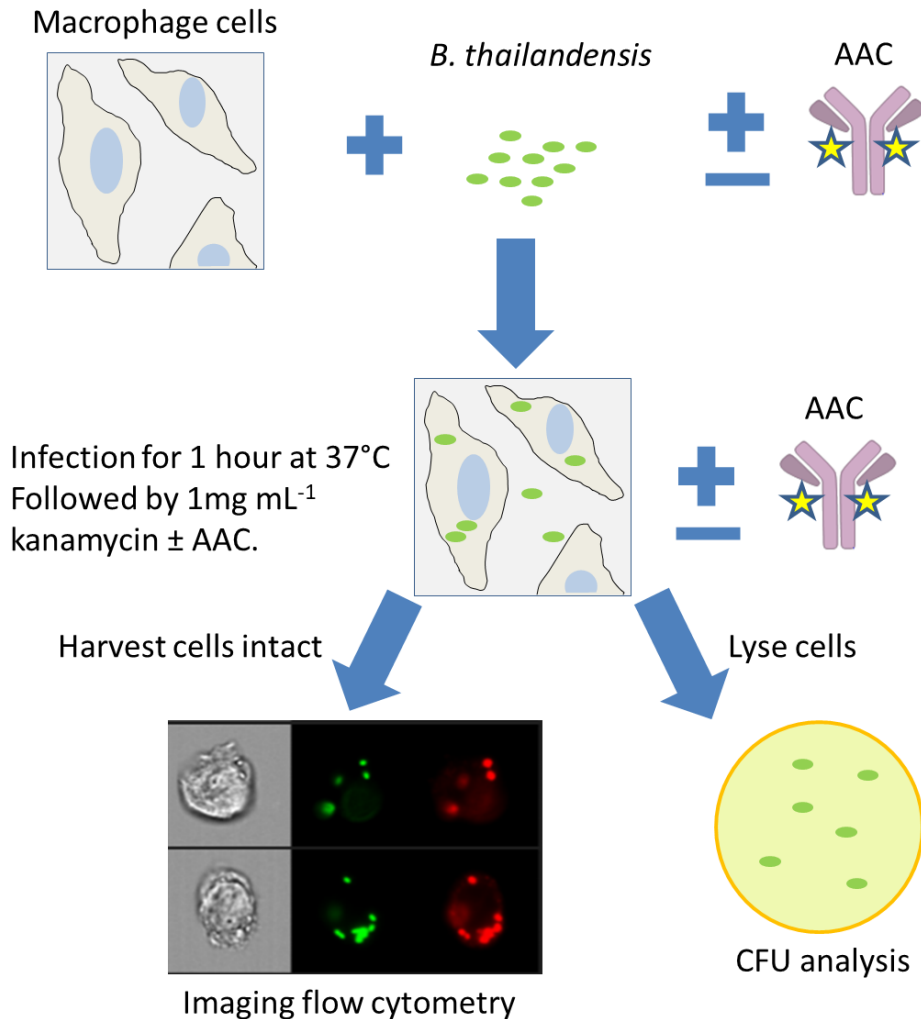 Macrophage cells
B. thailandensis
AAC
AAC
Infection for 1 hour at 37°C
Followed by 1mg mL⁻¹
kanamycin ± AAC.
Harvest cells intact
Lyse cells
Imaging flow cytometry
CFU analysis